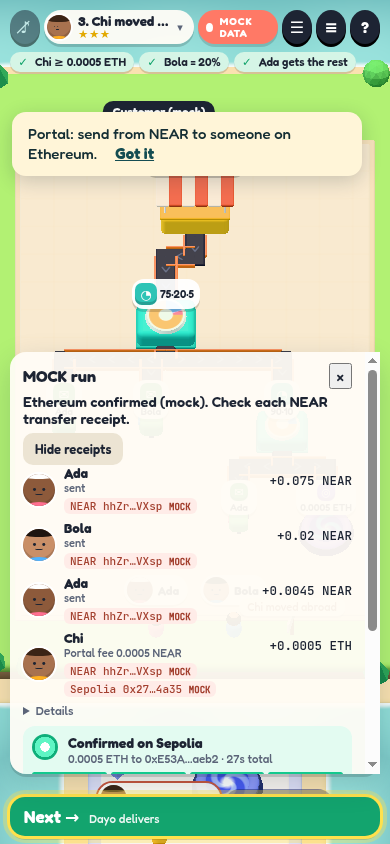 3. Chi moved ...
★★★
▼
MOCK
DATA
?
✓ Chi ≥ 0.0005 ETH
✓ Bola = 20%
✓ Ada gets the rest
Customer (mock)
Portal: send from NEAR to someone on
Ethereum. Got it
75·20·5
MOCK run
×
Ethereum confirmed (mock). Check each NEAR
transfer receipt.
Hide receipts
Ada
sent
+0.075 NEAR
NEAR hhZr…VXsp MOCK
Bola
sent
+0.02 NEAR
NEAR hhZr…VXsp MOCK
Ada
sent
+0.0045 NEAR
NEAR hhZr…VXsp MOCK
Chi
Portal fee 0.0005 NEAR
+0.0005 ETH
NEAR hhZr…VXsp MOCK
Sepolia 0x27…4a35 MOCK
▶ Details
Confirmed on Sepolia
0.0005 ETH to 0xE53A…aeb2 · 27s total
Next → Dayo delivers